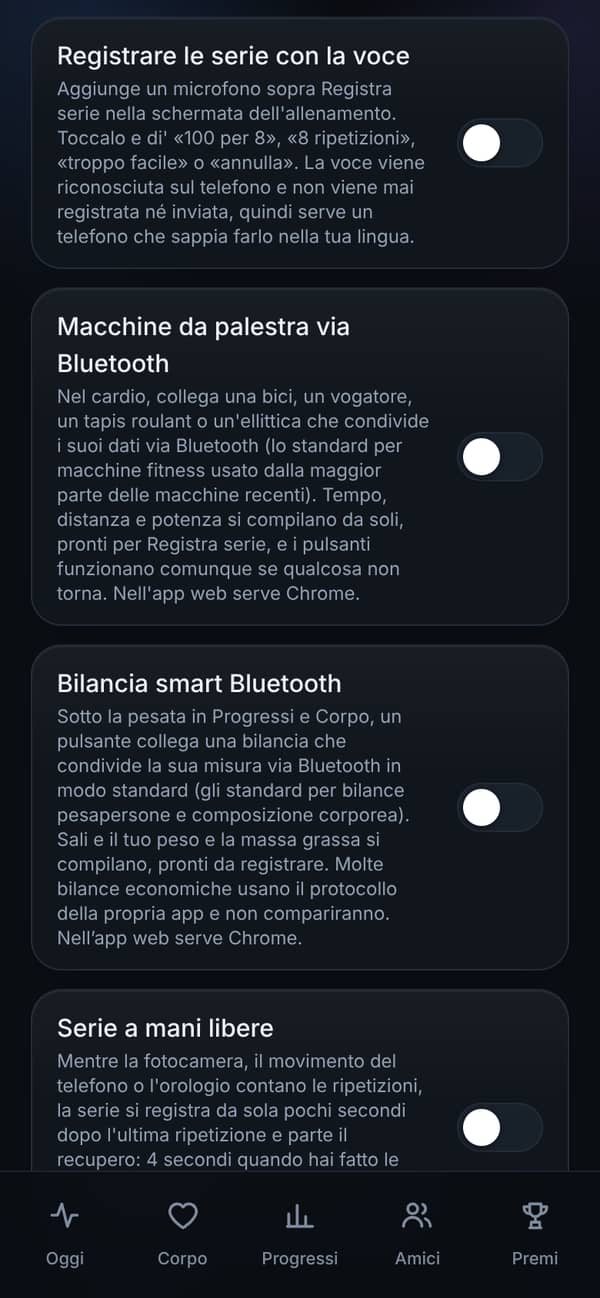 Registrare le serie con la voce
Aggiunge un microfono sopra Registra
serie nella schermata dell'allenamento.
Toccalo e di' «100 per 8», «8 ripetizioni»,
«troppo facile» o «annulla». La voce viene
riconosciuta sul telefono e non viene mai
registrata né inviata, quindi serve un
telefono che sappia farlo nella tua lingua.
Macchine da palestra via
Bluetooth
Nel cardio, collega una bici, un vogatore,
un tapis roulant o un'ellittica che condivide
i suoi dati via Bluetooth (lo standard per
macchine fitness usato dalla maggior
parte delle macchine recenti). Tempo,
distanza e potenza si compilano da soli,
pronti per Registra serie, e i pulsanti
funzionano comunque se qualcosa non
torna. Nell'app web serve Chrome.
Bilancia smart Bluetooth
Sotto la pesata in Progressi e Corpo, un
pulsante collega una bilancia che
condivide la sua misura via Bluetooth in
modo standard (gli standard per bilance
pesapersone e composizione corporea).
Sali e il tuo peso e la massa grassa si
compilano, pronti da registrare. Molte
bilance economiche usano il protocollo
della propria app e non compariranno.
Nell’app web serve Chrome.
Serie a mani libere
Mentre la fotocamera, il movimento del
telefono o l'orologio contano le ripetizioni,
la serie si registra da sola pochi secondi
dopo l'ultima ripetizione e parte il
recupero: 4 secondi quando hai fatto le
Oggi
Corpo
Progressi
Amici
Premi